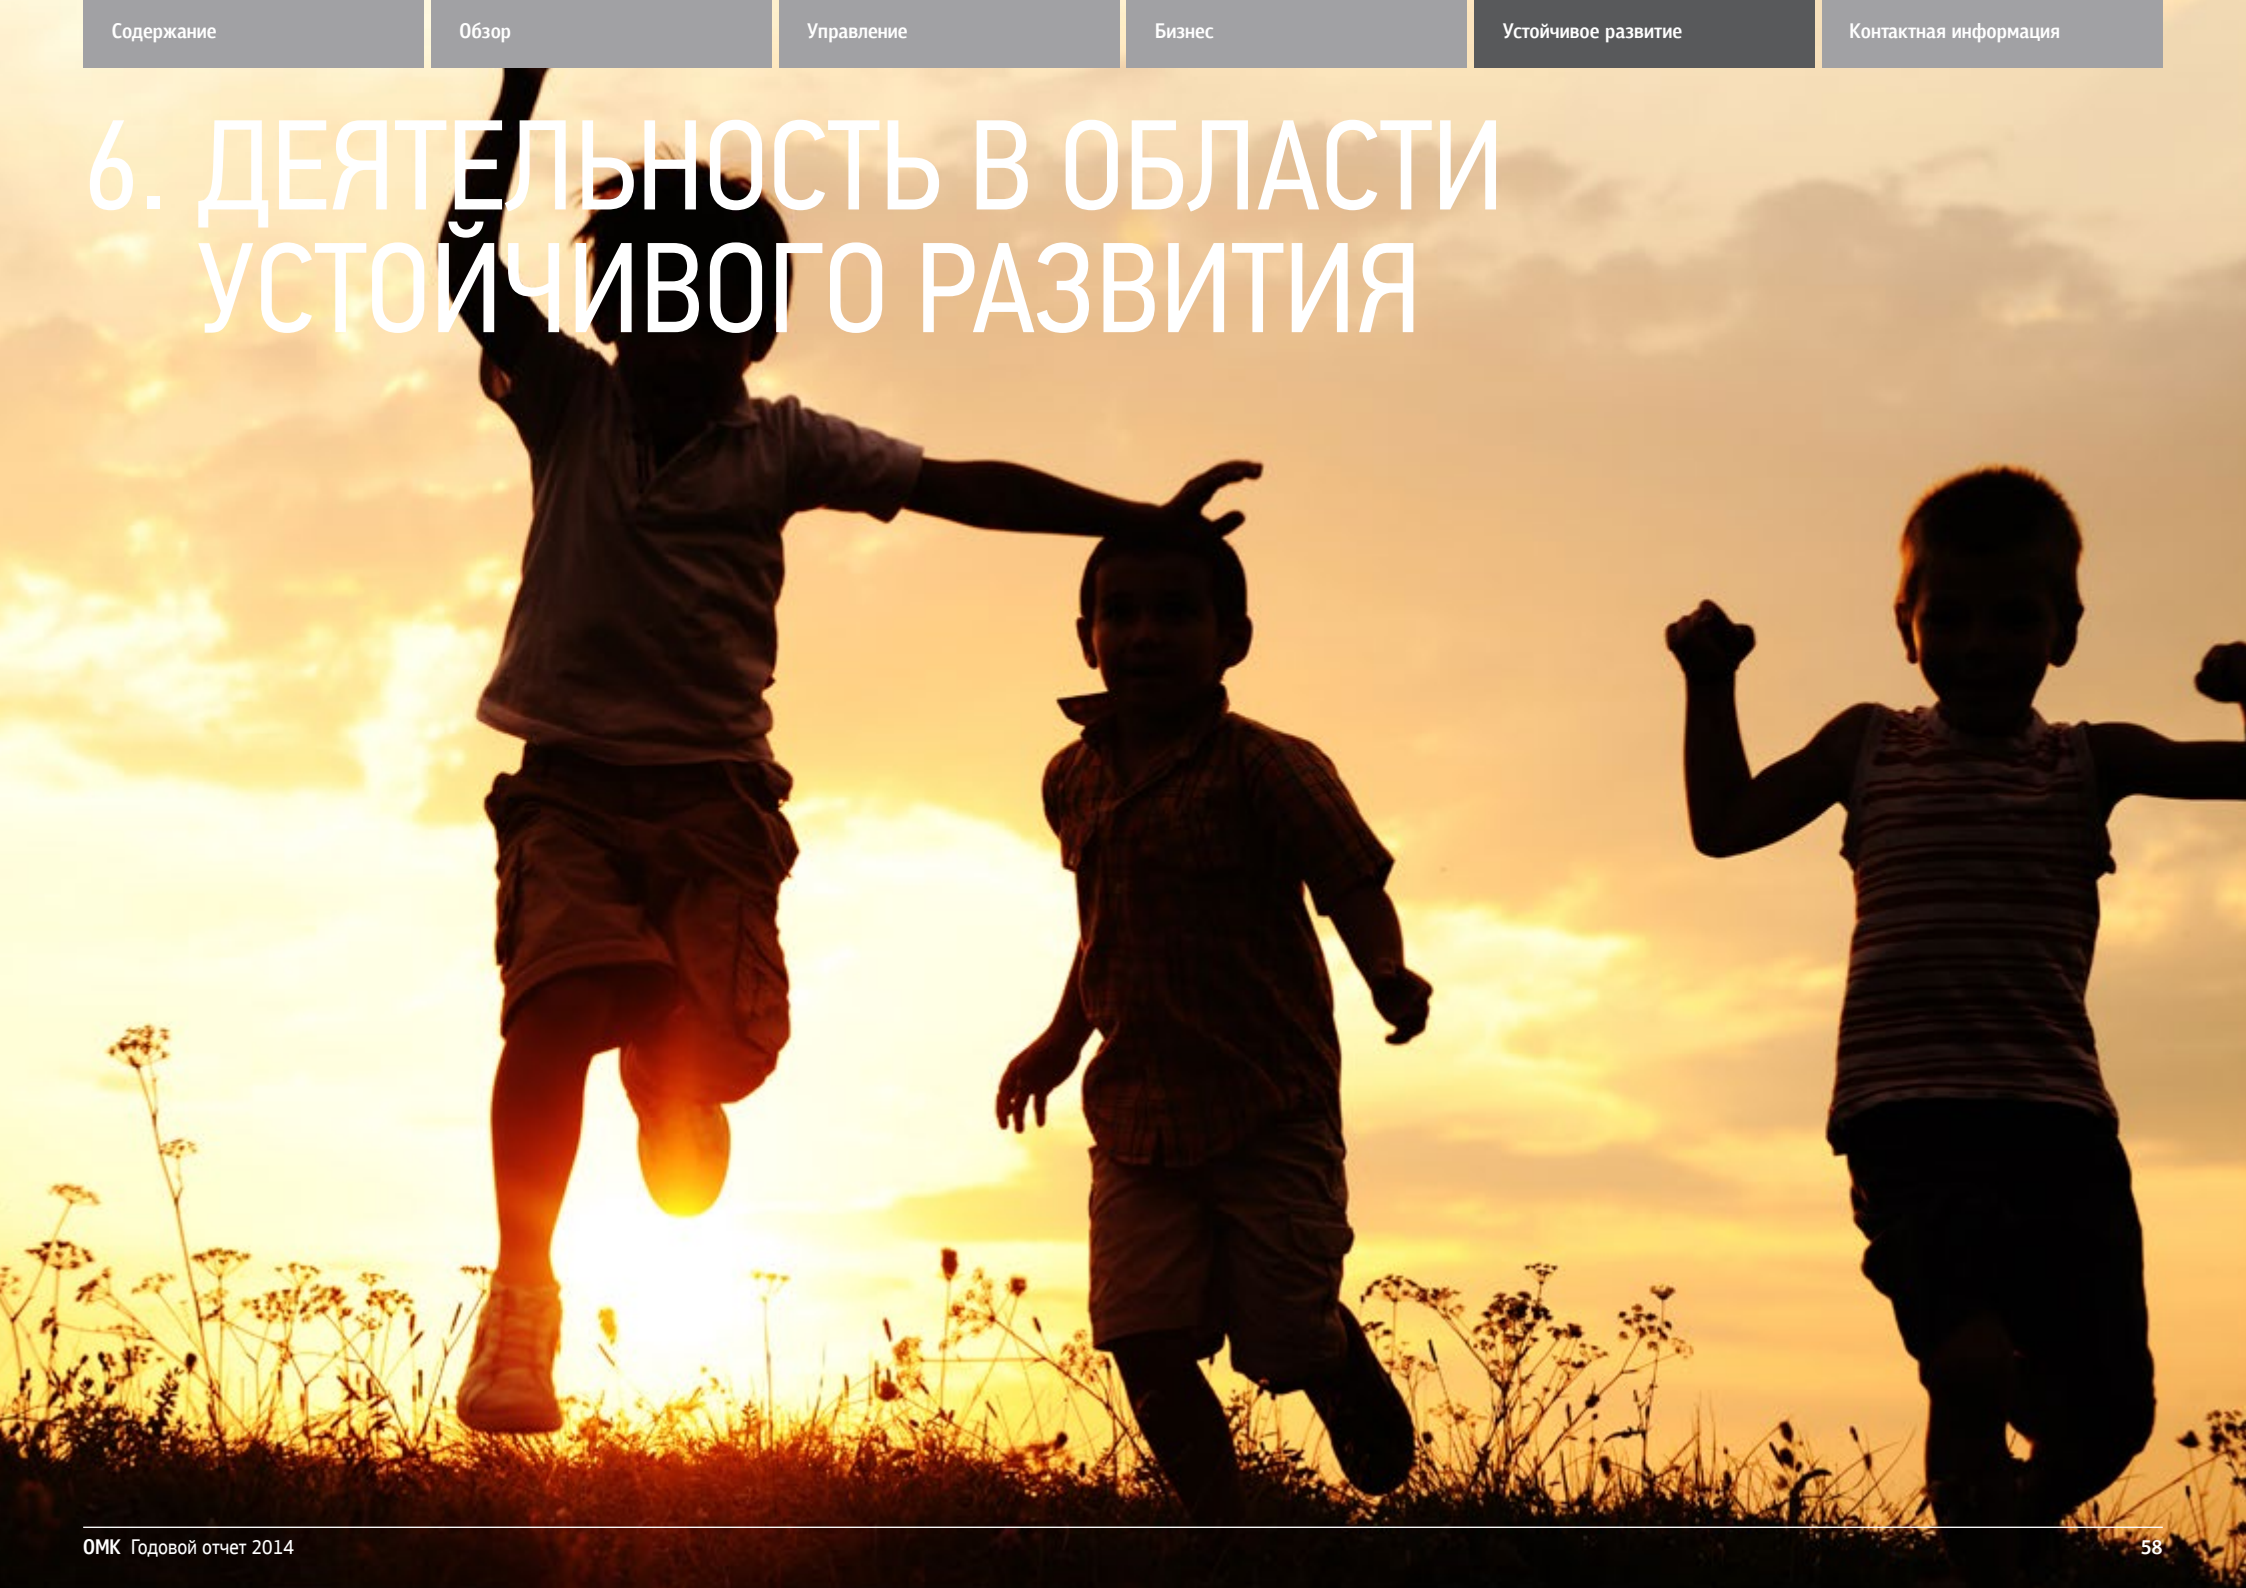 Содержание
Обзор
Управление
Бизнес
Устойчивое развитие
Контактная информация
6. ДЕЯТЕЛЬНОСТЬ В ОБЛАСТИ
УСТОЙЧИВОГО РАЗВИТИЯ
ОМК Годовой отчет 2014
58